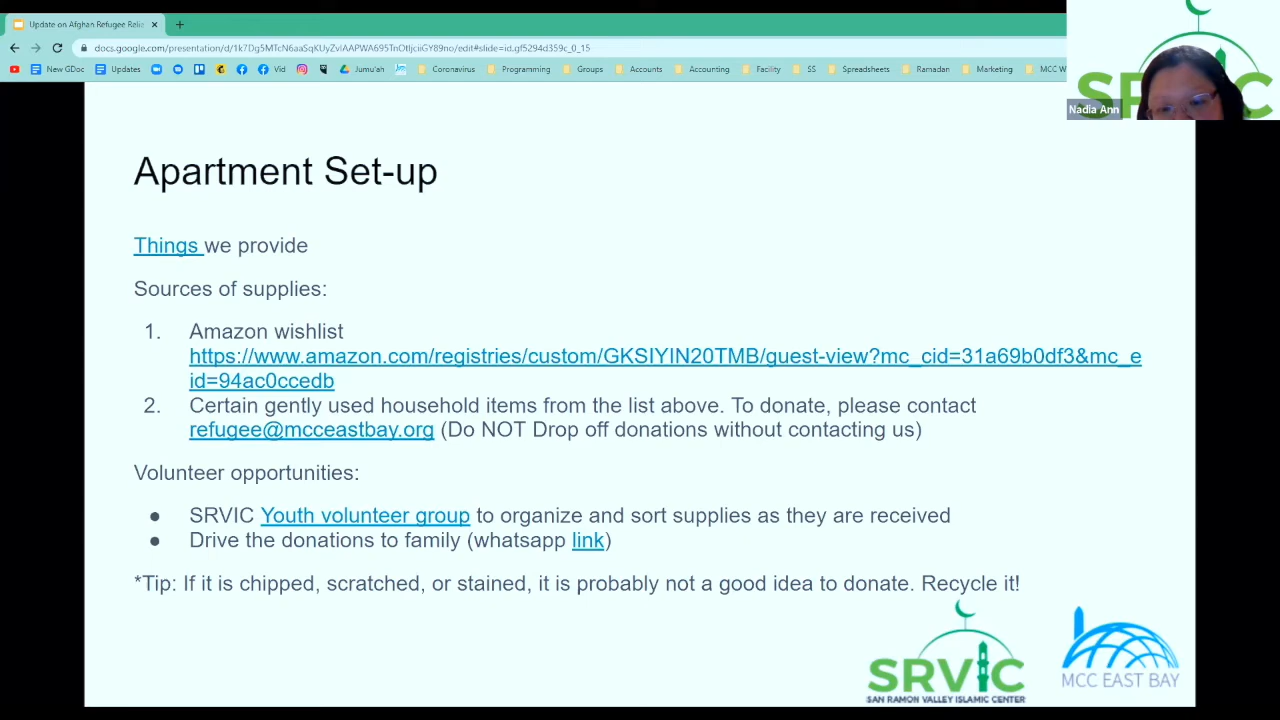 Update on Afghan Refugee Relie
docs.google.com/presentation/d/1k7Dg5MTcN6aaSqKUyZvIAAPWA695TnOtIjciiGY89no/edit#slide=id.gf5294d359c_0_15
New GDoc Updates Vid Jumu'ah Coronavirus Programming Groups Accounts Accounting Facility SS Spreadsheets Ramadan Marketing MCC W
Nadia Ann
Apartment Set-up
Things we provide
Sources of supplies:
1. Amazon wishlist
https://www.amazon.com/registries/custom/GKSIYIN20TMB/guest-view?mc_cid=31a69b0df3&mc_e
id=94ac0ccedb
2. Certain gently used household items from the list above. To donate, please contact
refugee@mcceastbay.org (Do NOT Drop off donations without contacting us)
Volunteer opportunities:
● SRVIC Youth volunteer group to organize and sort supplies as they are received
● Drive the donations to family (whatsapp link)
*Tip: If it is chipped, scratched, or stained, it is probably not a good idea to donate. Recycle it!
SRVIC
SAN RAMON VALLEY ISLAMIC CENTER
MCC EAST BAY